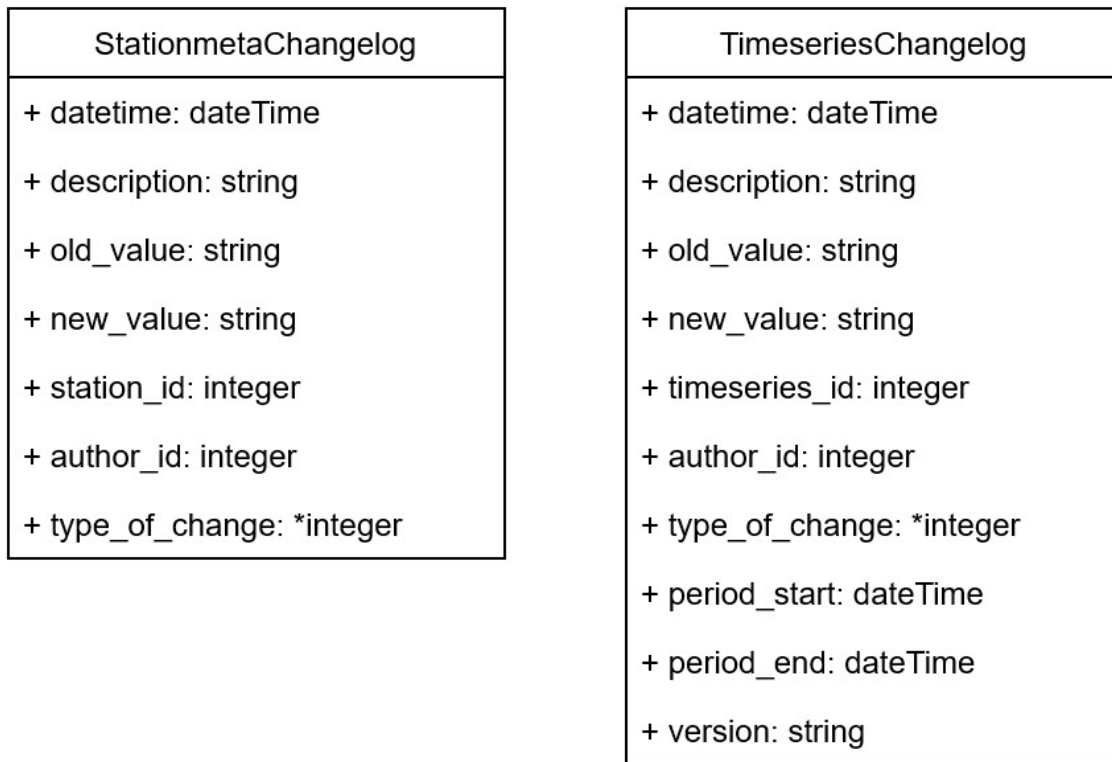 StationmetaChangelog
+ datetime: dateTime
+ description: string
+ old_value: string
+ new_value: string
+ station_id: integer
+ author_id: integer
+ type_of_change: *integer
TimeseriesChangelog
+ datetime: dateTime
+ description: string
+ old_value: string
+ new_value: string
+ timeseries_id: integer
+ author_id: integer
+ type_of_change: *integer
+ period_start: dateTime
+ period_end: dateTime
+ version: string